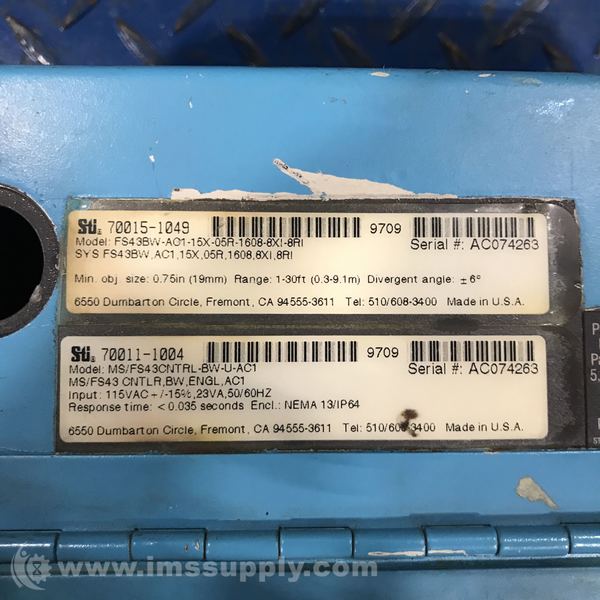 Sti 70015-1049 9709
Model: FS43BW-AC1-15X-05R-1608-8XI-8RI Serial #: AC074263
SYS FS43BW,AC1,15X,05R,1608,8XI,8RI
Min. obj. size: 0.75in (19mm) Range: 1-30ft (0.3-9.1m) Divergent angle: ±6°
6550 Dumbarton Circle, Fremont, CA 94555-3611 Tel: 510/608-3400 Made in U.S.A.
Sti 70011-1004 9709
Model: MS/FS43CNTRL-BW-U-AC1 Serial #: AC074263
MS/FS43 CNTLR,BW,ENGL,AC1
Input: 115VAC +/-15%,23VA,50/60HZ
Response time: < 0.035 seconds Encl.: NEMA 13/IP64
6550 Dumbarton Circle, Fremont, CA 94555-3611 Tel: 510/608-3400 Made in U.S.A.
www.imssupply.com